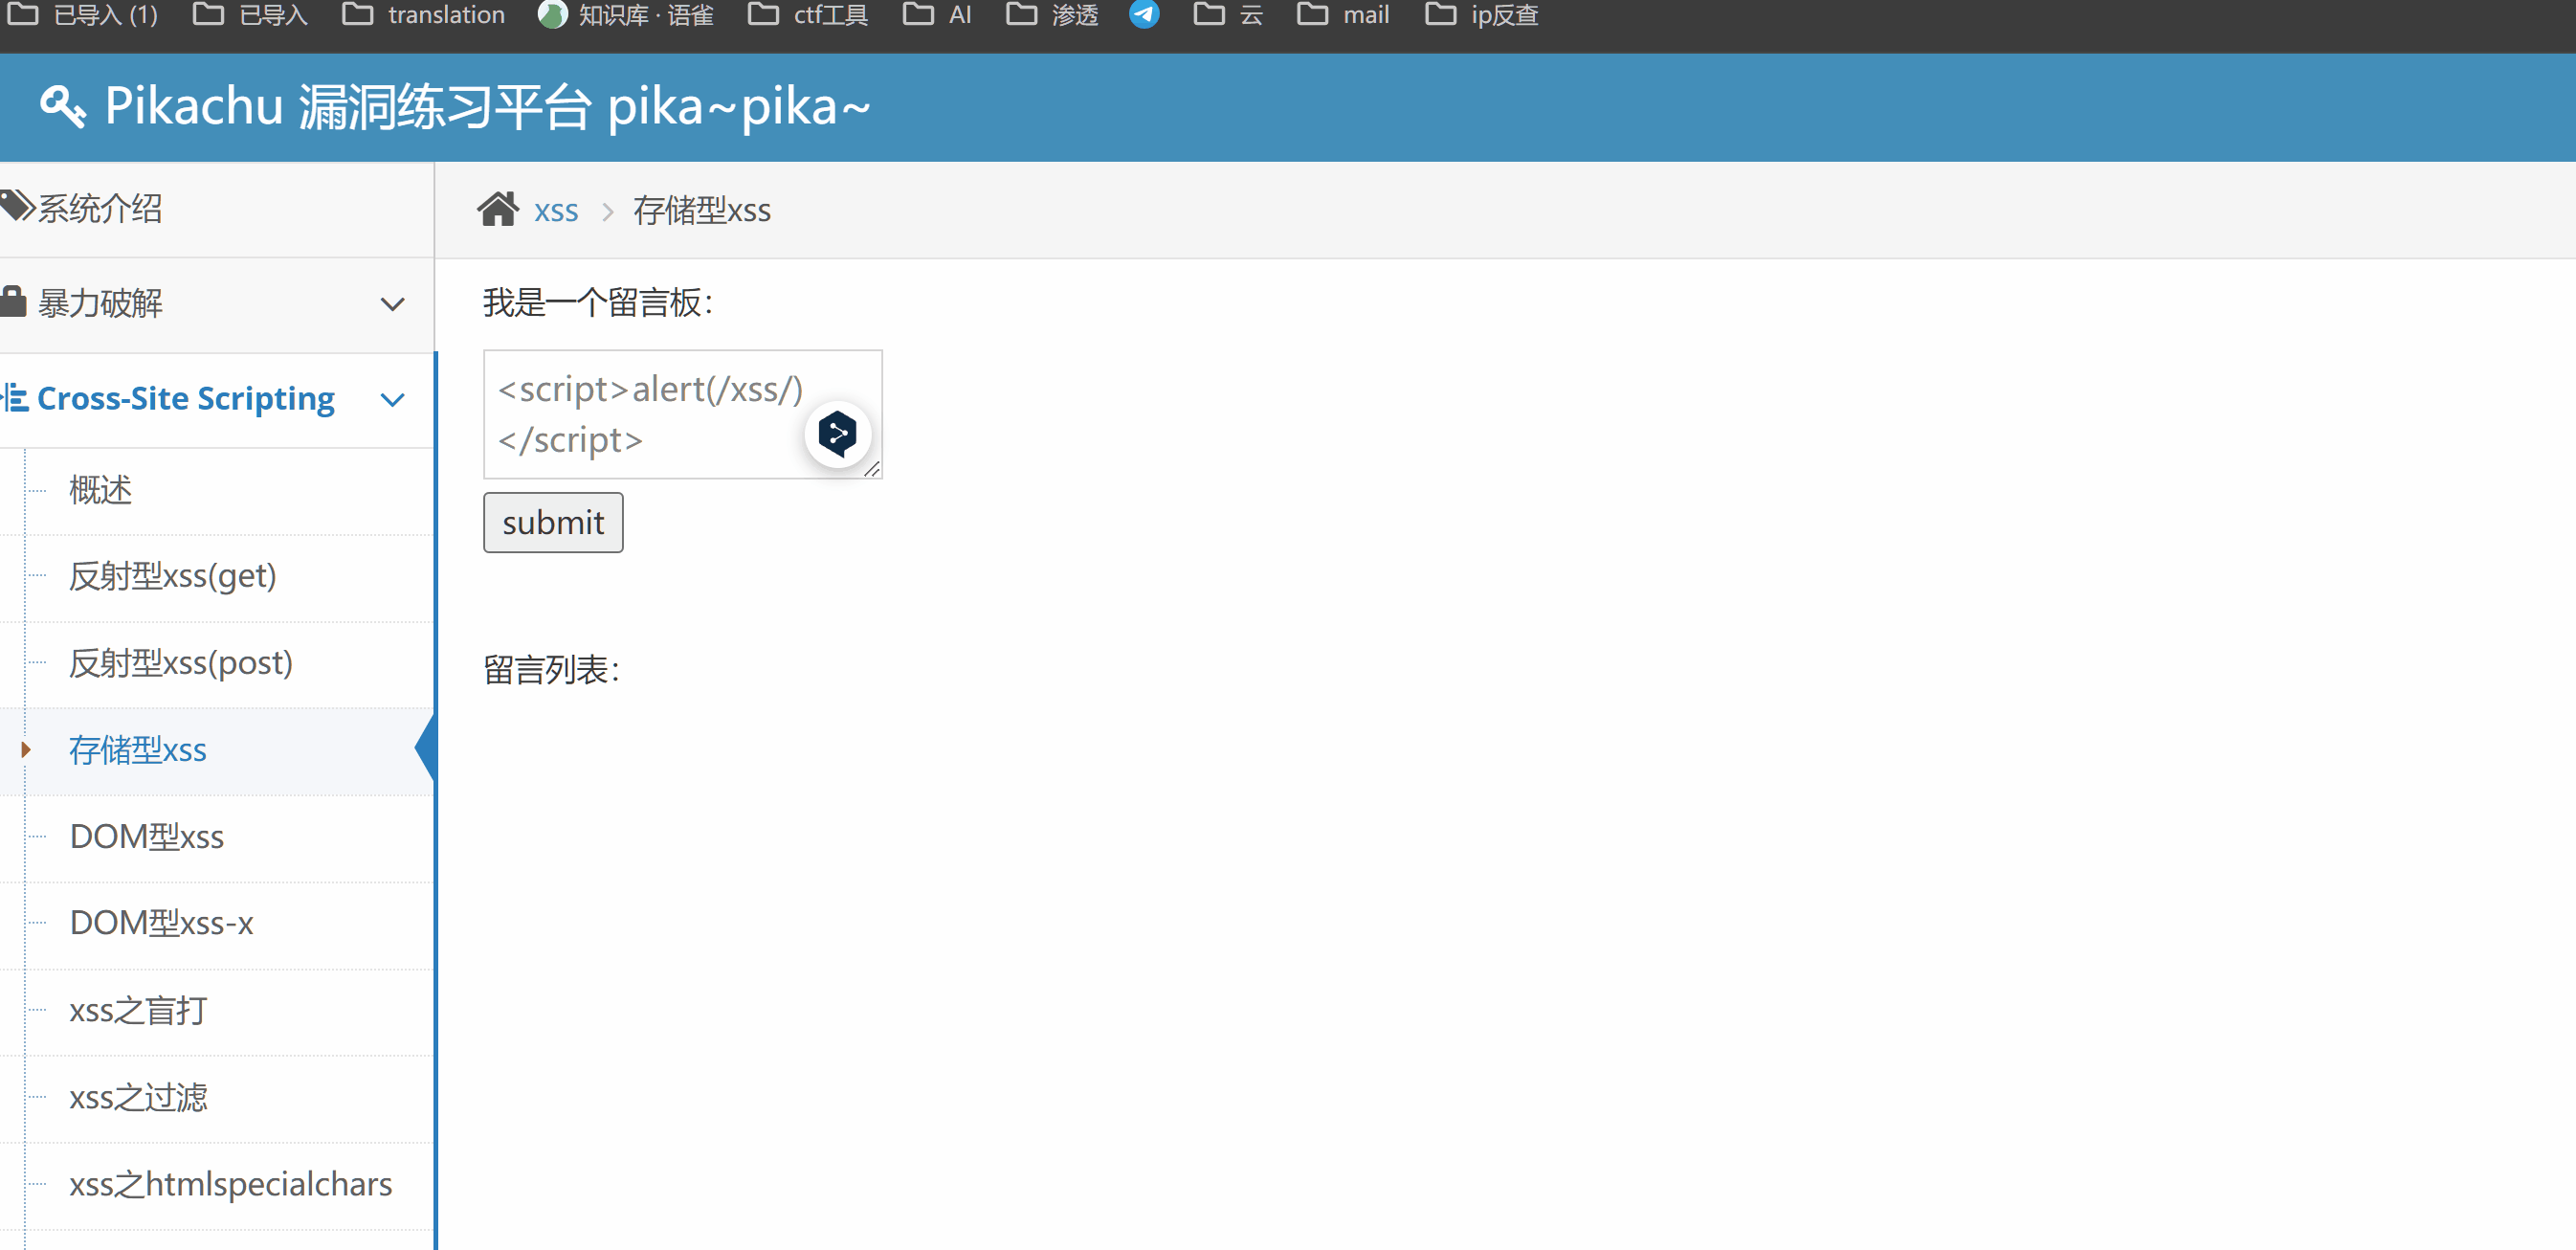 已导入 (1) 已导入 translation 知识库 · 语雀 ctf工具 AI 渗透 云 mail ip反查
Pikachu 漏洞练习平台 pika~pika~
系统介绍
暴力破解
Cross-Site Scripting
概述
反射型xss(get)
反射型xss(post)
存储型xss
DOM型xss
DOM型xss-x
xss之盲打
xss之过滤
xss之htmlspecialchars
xss > 存储型xss
我是一个留言板：
<script>alert(/xss/)
</script>
submit
留言列表：